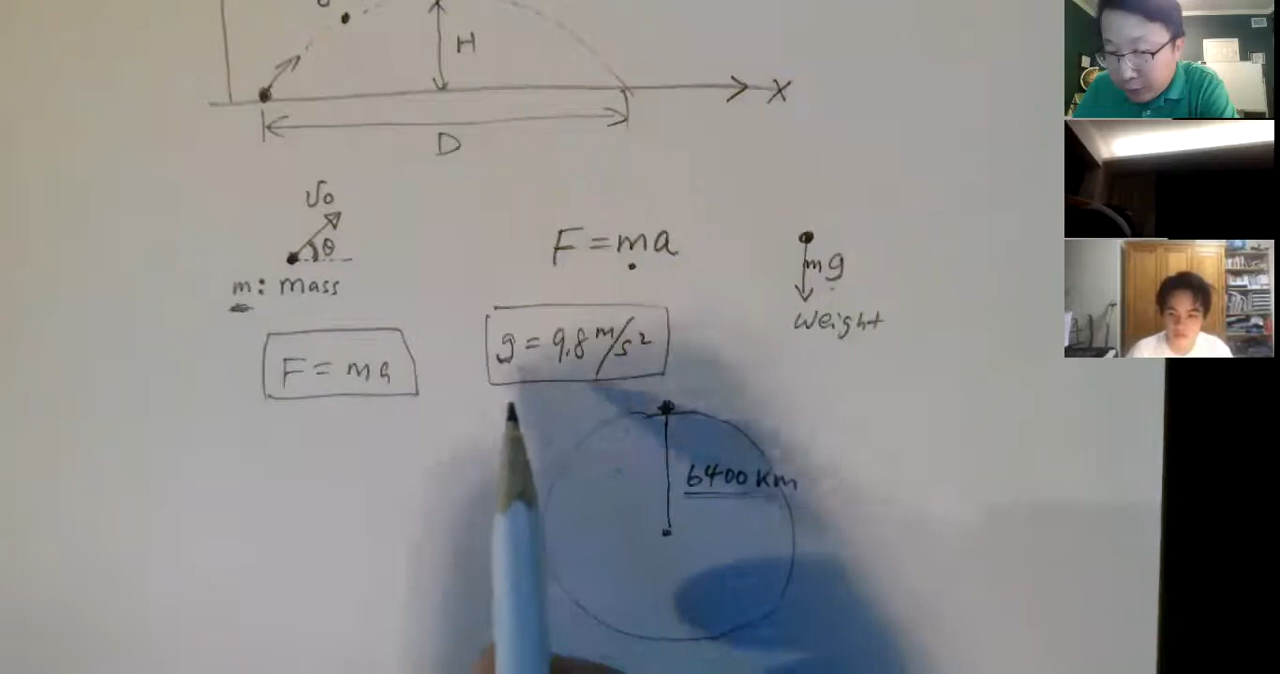 H
X
D
v0
θ
m: mass
F = ma
mg
weight
F = ma
g = 9.8 m/s²
6400 km